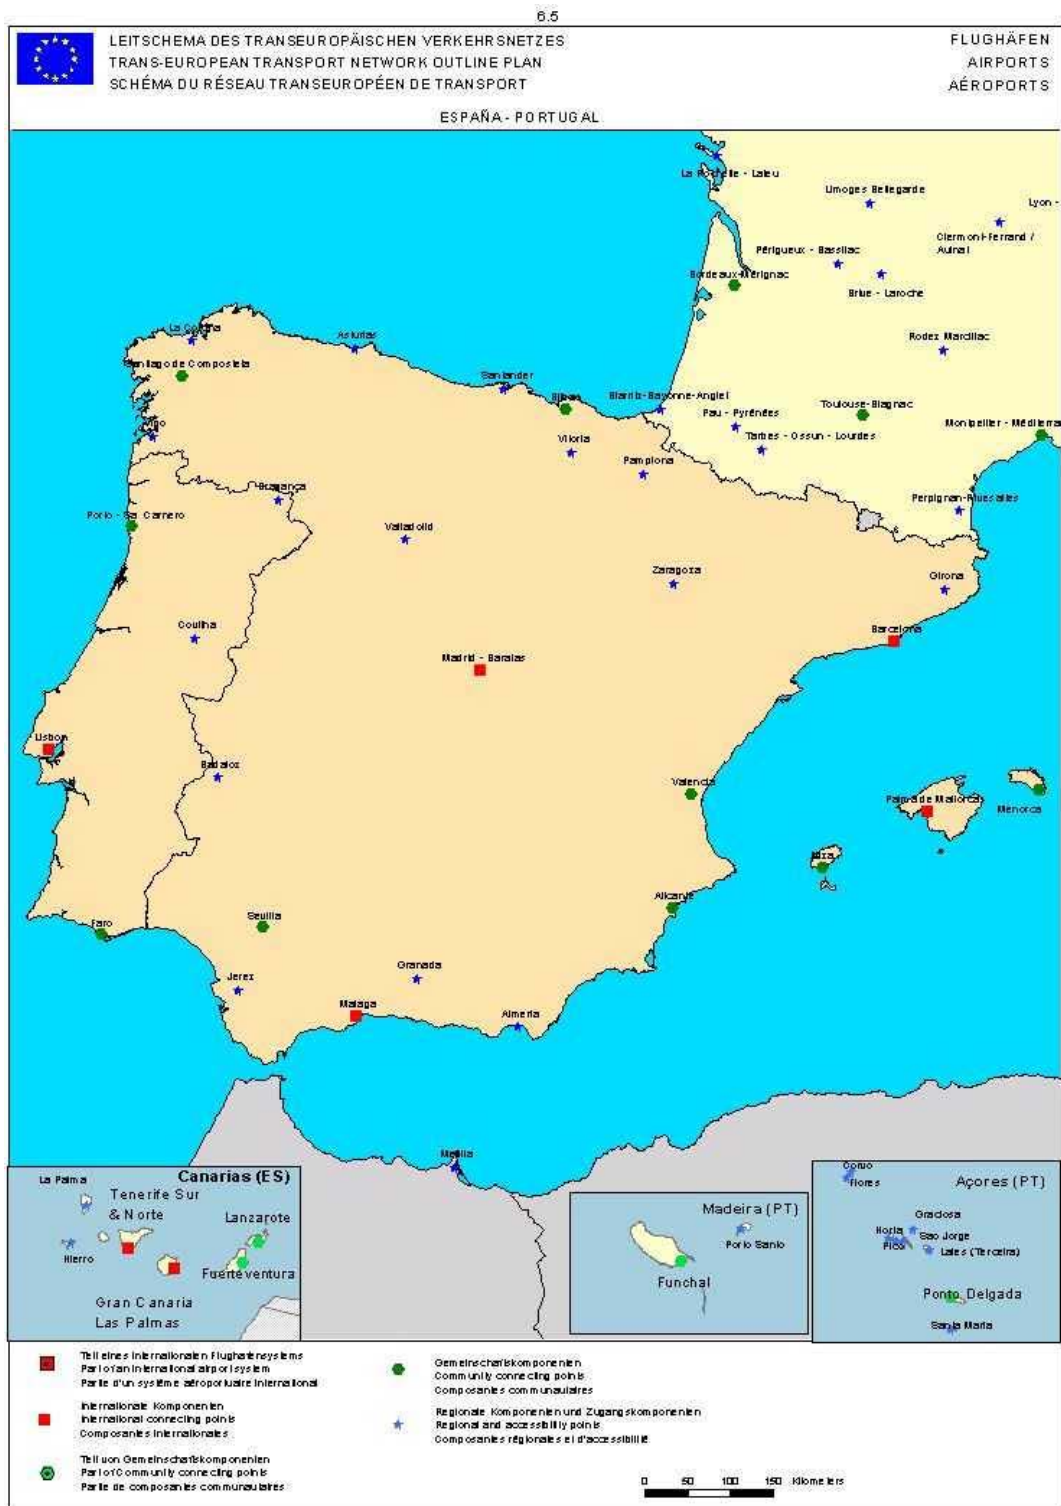 6.5
LEITSCHEMA DES TRANSEUROPÄISCHEN VERKEHRSNETZES
TRANS-EUROPEAN TRANSPORT NETWORK OUTLINE PLAN
SCHÉMA DU RÉSEAU TRANSEUROPÉEN DE TRANSPORT
FLUGHÄFEN
AIRPORTS
AÉROPORTS
ESPAÑA - PORTUGAL
La Rochelle - Laleu
Limoges Bellegarde
Lyon -
Clermont-Ferrand /
Aulnat
Périgueux - Bassillac
Bordeaux-Mérignac
Brive - Laroche
La Coruña
Asturias
Rodez Marcillac
Santiago de Compostela
Santander
Bilbao
Biarritz-Bayonne-Anglet
Pau - Pyrénées
Toulouse-Blagnac
Vigo
Vitoria
Tarbes - Ossun - Lourdes
Montpellier - Méditerra
Pamplona
Bragança
Perpignan-Rivesaltes
Porto - Sa Carnero
Valladolid
Zaragoza
Girona
Covilha
Barcelona
Madrid - Barajas
Lisbon
Badajoz
Valencia
Palma de Mallorcas
Menorca
Ibiza
Alicante
Faro
Sevilla
Jerez
Granada
Malaga
Almeria
Melilla
Canarias (ES)
La Palma
Tenerife Sur
& Norte
Lanzarote
Hierro
Fuerteventura
Gran Canaria
Las Palmas
Madeira (PT)
Porto Santo
Funchal
Açores (PT)
Corvo
Flores
Graciosa
Horta
Sao Jorge
Pico
Lajes (Terceira)
Ponto Delgada
Santa Maria
Teil eines internationalen Flughafensystems
Part of an international airport system
Partie d'un système aéroportuaire international
Internationale Komponenten
International connecting points
Composantes internationales
Teil von Gemeinschaftskomponenten
Part of Community connecting points
Partie de composantes communautaires
Gemeinschaftskomponenten
Community connecting points
Composantes communautaires
Regionale Komponenten und Zugangskomponenten
Regional and accessibility points
Composantes régionales et d'accessibilité
0 50 100 150 Kilometers